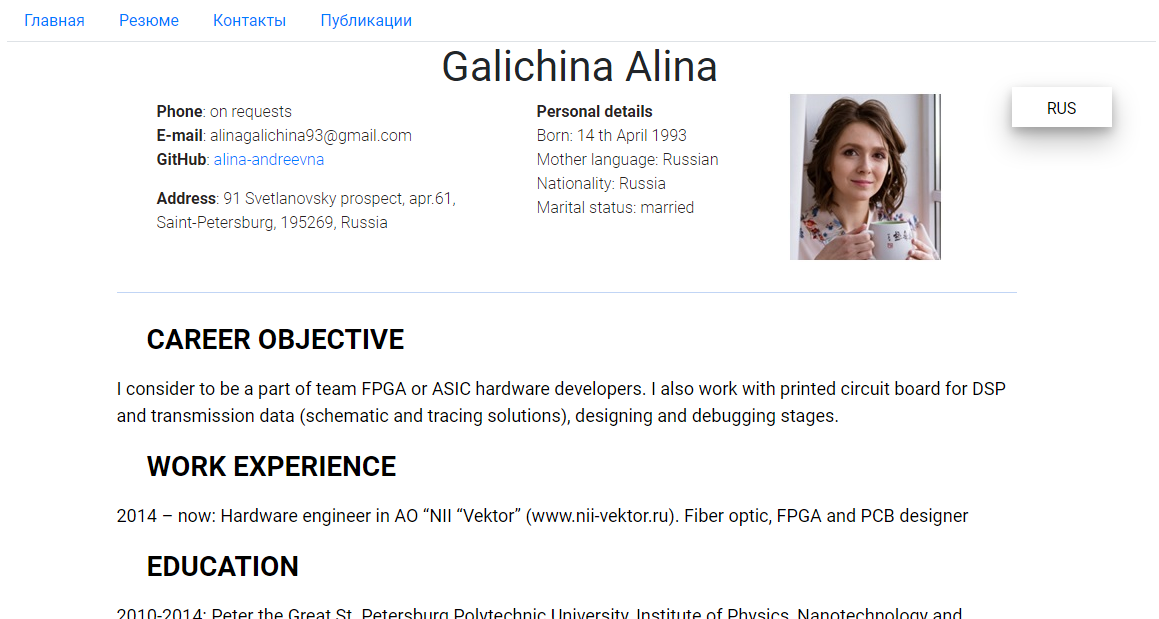 Главная Резюме Контакты Публикации
Galichina Alina
RUS
Phone: on requests
E-mail: alinagalichina93@gmail.com
GitHub: alina-andreevna
Address: 91 Svetlanovsky prospect, apr.61,
Saint-Petersburg, 195269, Russia
Personal details
Born: 14 th April 1993
Mother language: Russian
Nationality: Russia
Marital status: married
CAREER OBJECTIVE
I consider to be a part of team FPGA or ASIC hardware developers. I also work with printed circuit board for DSP
and transmission data (schematic and tracing solutions), designing and debugging stages.
WORK EXPERIENCE
2014 – now: Hardware engineer in AO “NII “Vektor” (www.nii-vektor.ru). Fiber optic, FPGA and PCB designer
EDUCATION
2010-2014: Peter the Great St. Petersburg Polytechnic University, Institute of Physics, Nanotechnology and